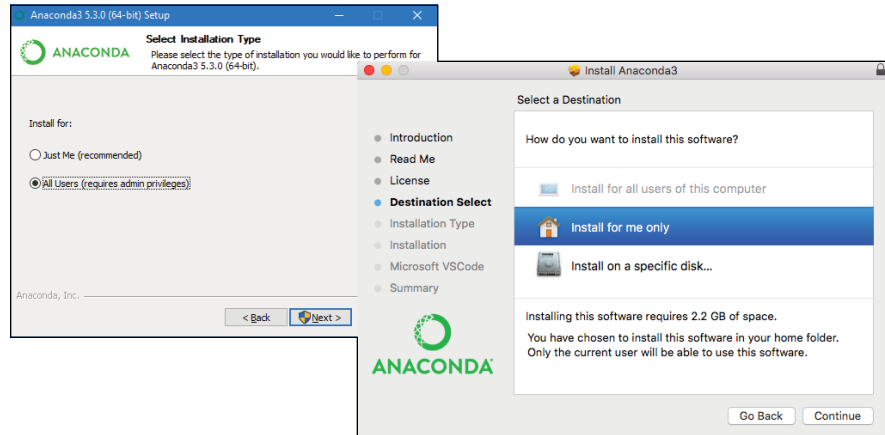 Anaconda3 5.3.0 (64-bit) Setup
ANACONDA
Select Installation Type
Please select the type of installation you would like to perform for
Anaconda3 5.3.0 (64-bit).
Install for:
Just Me (recommended)
All Users (requires admin privileges)
Anaconda, Inc.
< Back
Next >
Install Anaconda3
Select a Destination
Introduction
Read Me
License
Destination Select
Installation Type
Installation
Microsoft VSCode
Summary
ANACONDA
How do you want to install this software?
Install for all users of this computer
Install for me only
Install on a specific disk...
Installing this software requires 2.2 GB of space.
You have chosen to install this software in your home folder.
Only the current user will be able to use this software.
Go Back
Continue